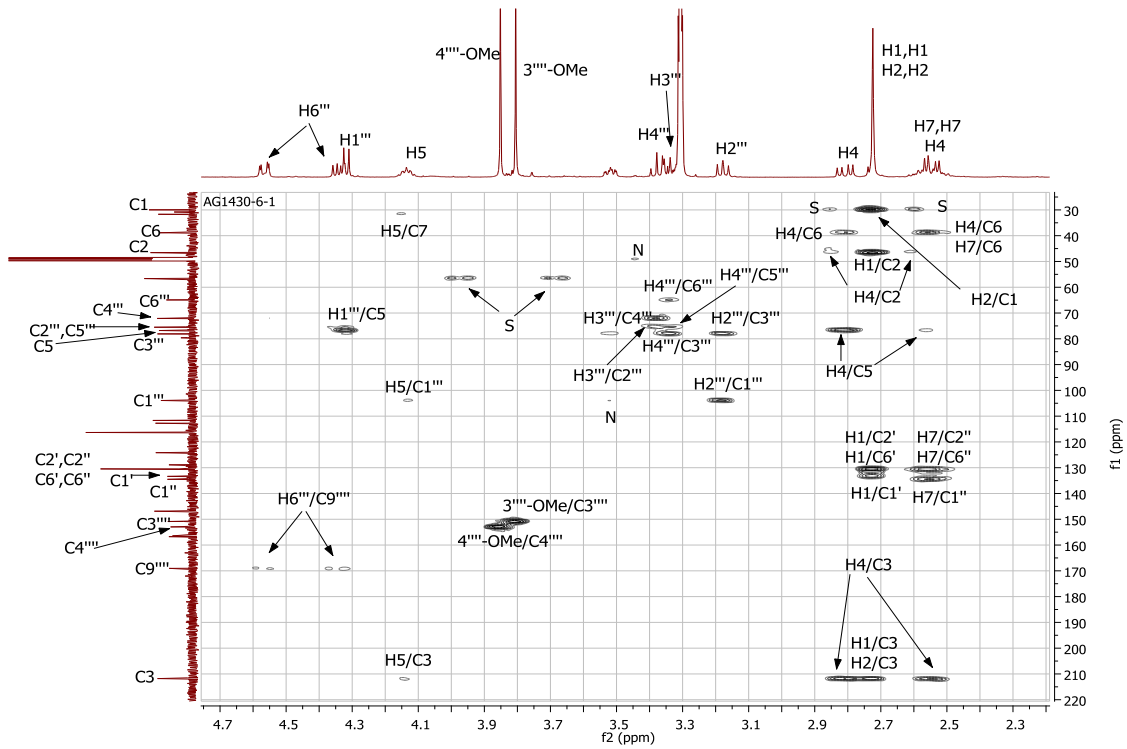 4''''-OMe
3''''-OMe
H1,H1
H2,H2
H3'''
H6'''
H1'''
H5
H4'''
H2'''
H4
H7,H7
H4
AG1430-6-1
C1
C6
C2
C6'''
C4'''
C2''',C5'''
C5
C3'''
C1'''
C2',C2''
C6',C6''
C1'
C1''
C3''''
C4''''
C9''''
C3
H5/C7
S
S
H4/C6
H4/C6
H7/C6
N
H1/C2
H4/C2
H2/C1
S
H4'''/C6'''
H4'''/C5'''
H1'''/C5
H3'''/C4'''
H2'''/C3'''
H4'''/C3'''
H3'''/C2'''
H4/C5
H5/C1'''
H2'''/C1'''
N
H1/C2'
H1/C6'
H7/C2''
H7/C6''
H1/C1'
H7/C1''
H6'''/C9''''
3''''-OMe/C3''''
4''''-OMe/C4''''
H4/C3
H5/C3
H1/C3
H2/C3
30
40
50
60
70
80
90
100
110
120
130
140
150
160
170
180
190
200
210
220
f1 (ppm)
4.7 4.5 4.3 4.1 3.9 3.7 3.5 3.3 3.1 2.9 2.7 2.5 2.3
f2 (ppm)